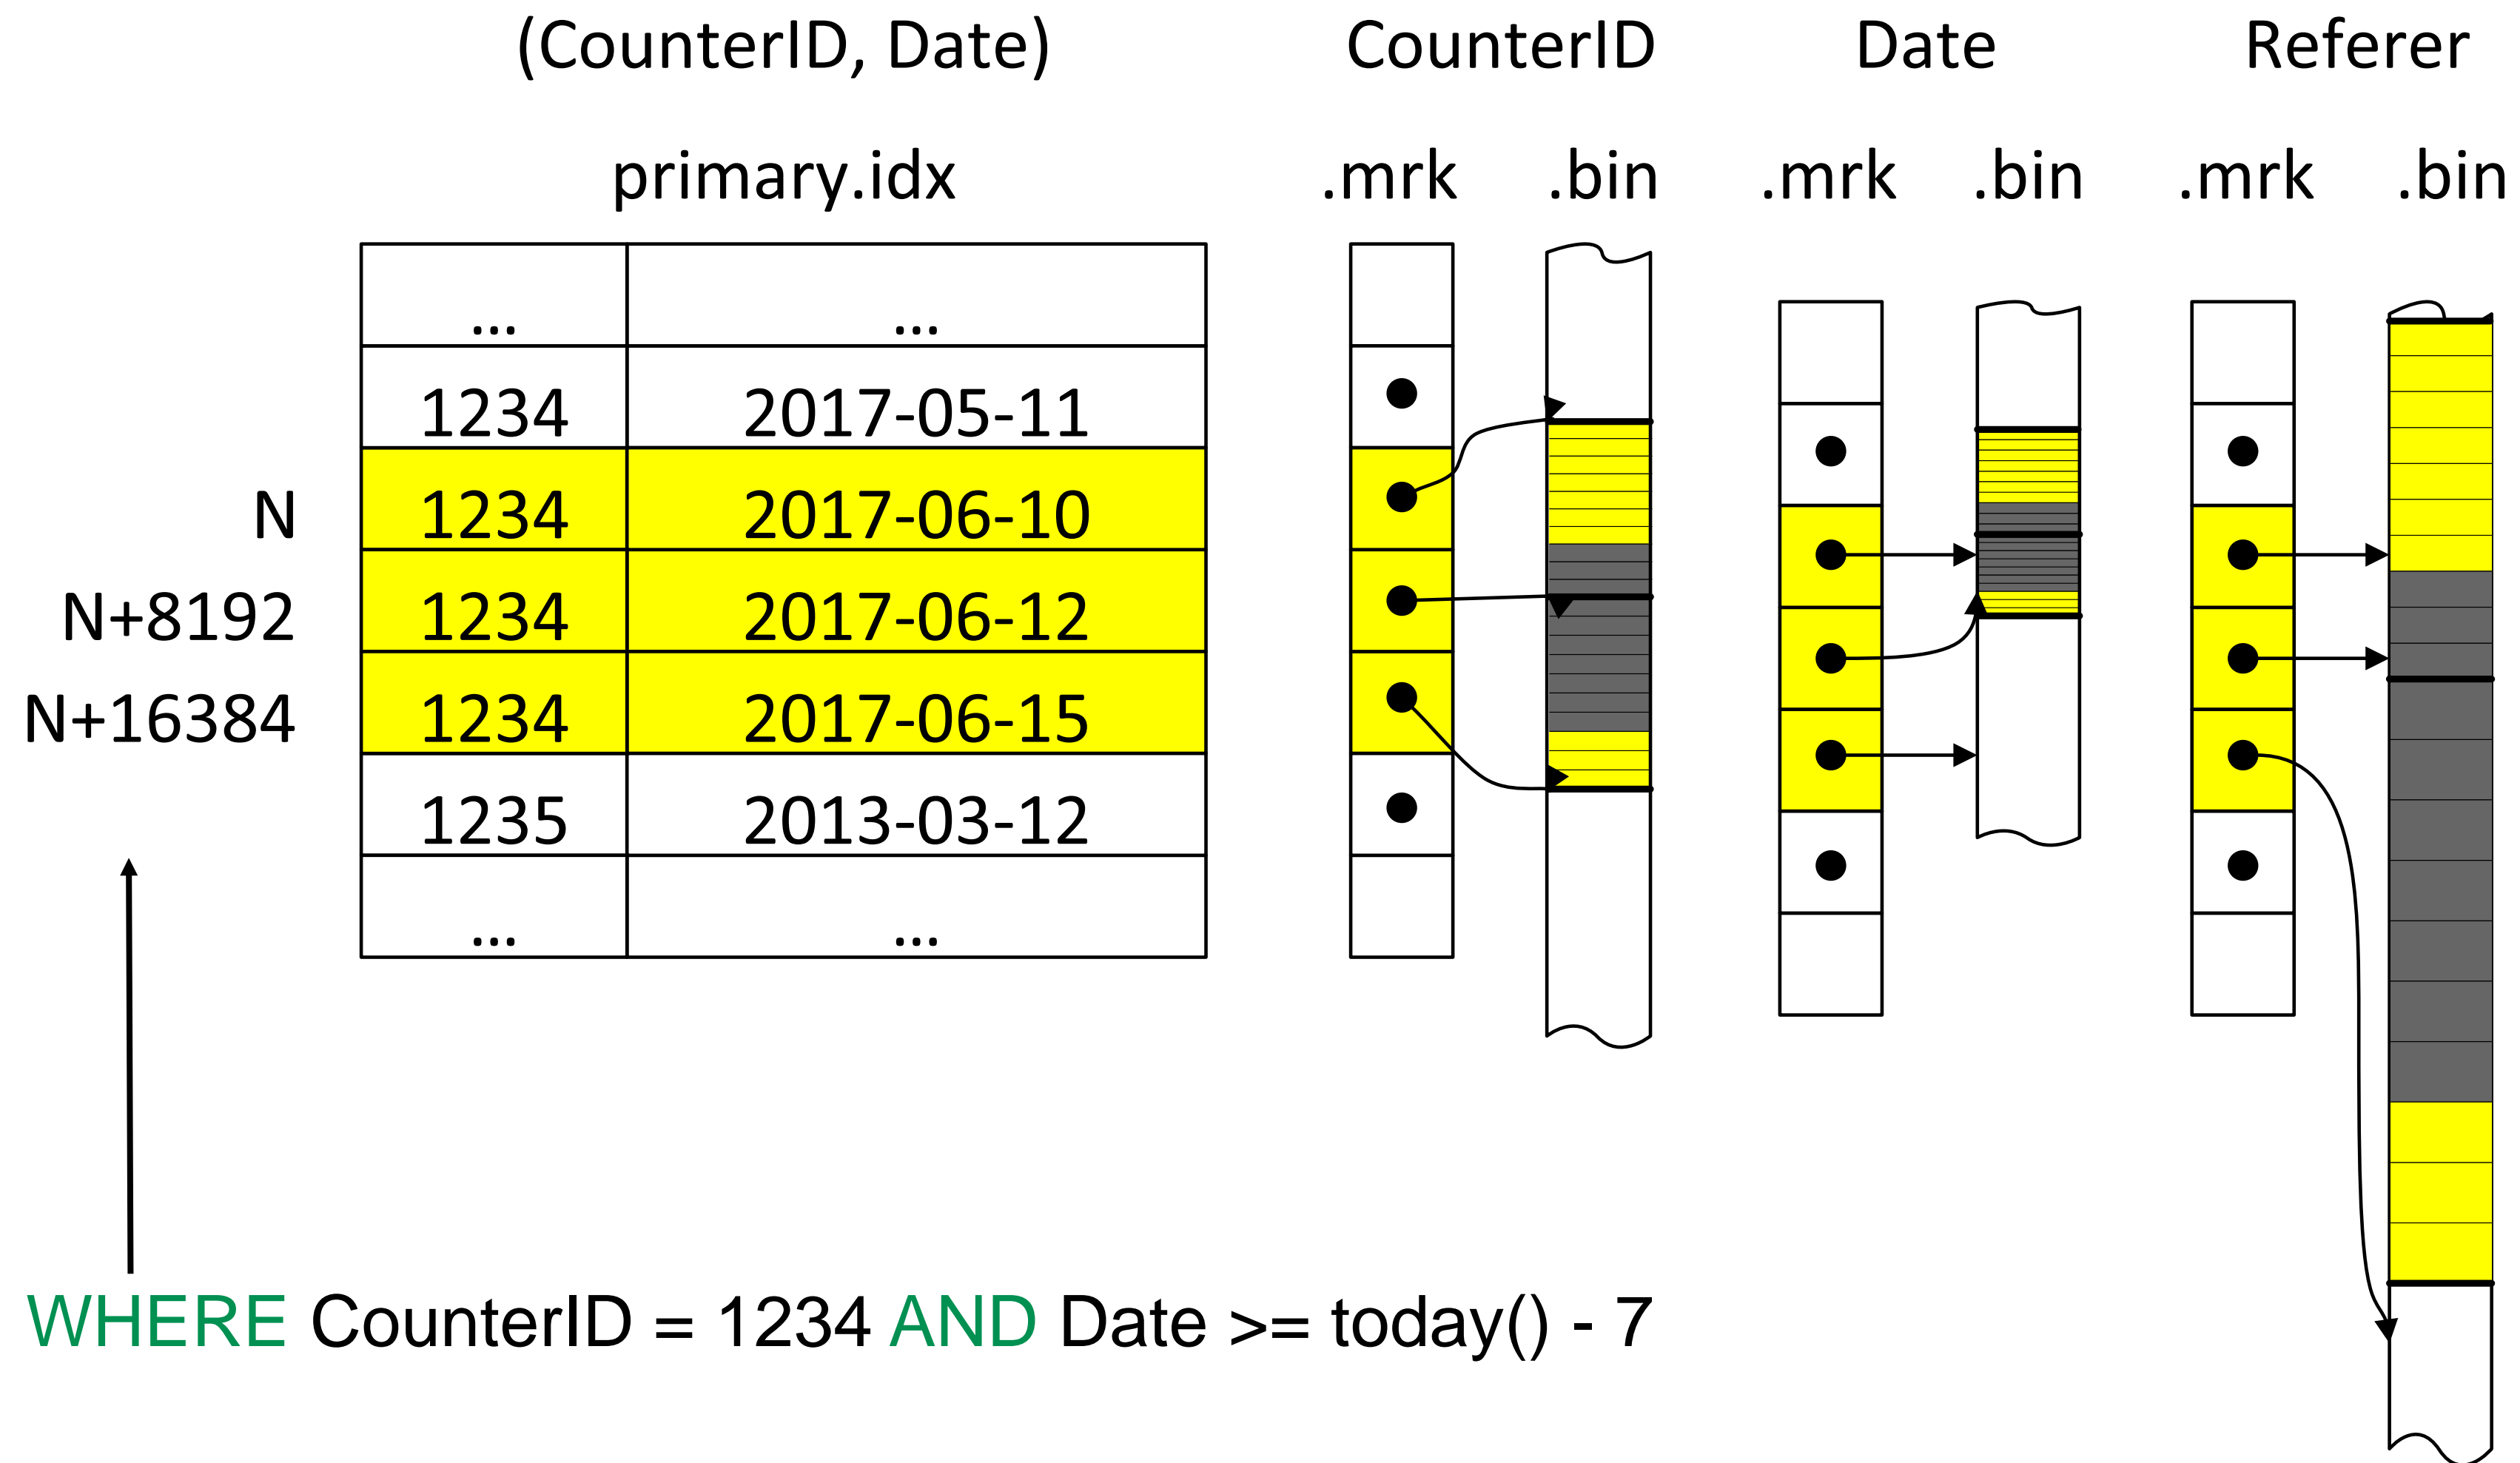 (CounterID, Date) CounterID Date Referer
primary.idx .mrk .bin .mrk .bin .mrk .bin
... ...
1234 2017-05-11
N 1234 2017-06-10
N+8192 1234 2017-06-12
N+16384 1234 2017-06-15
1235 2013-03-12
... ...
WHERE CounterID = 1234 AND Date >= today() - 7